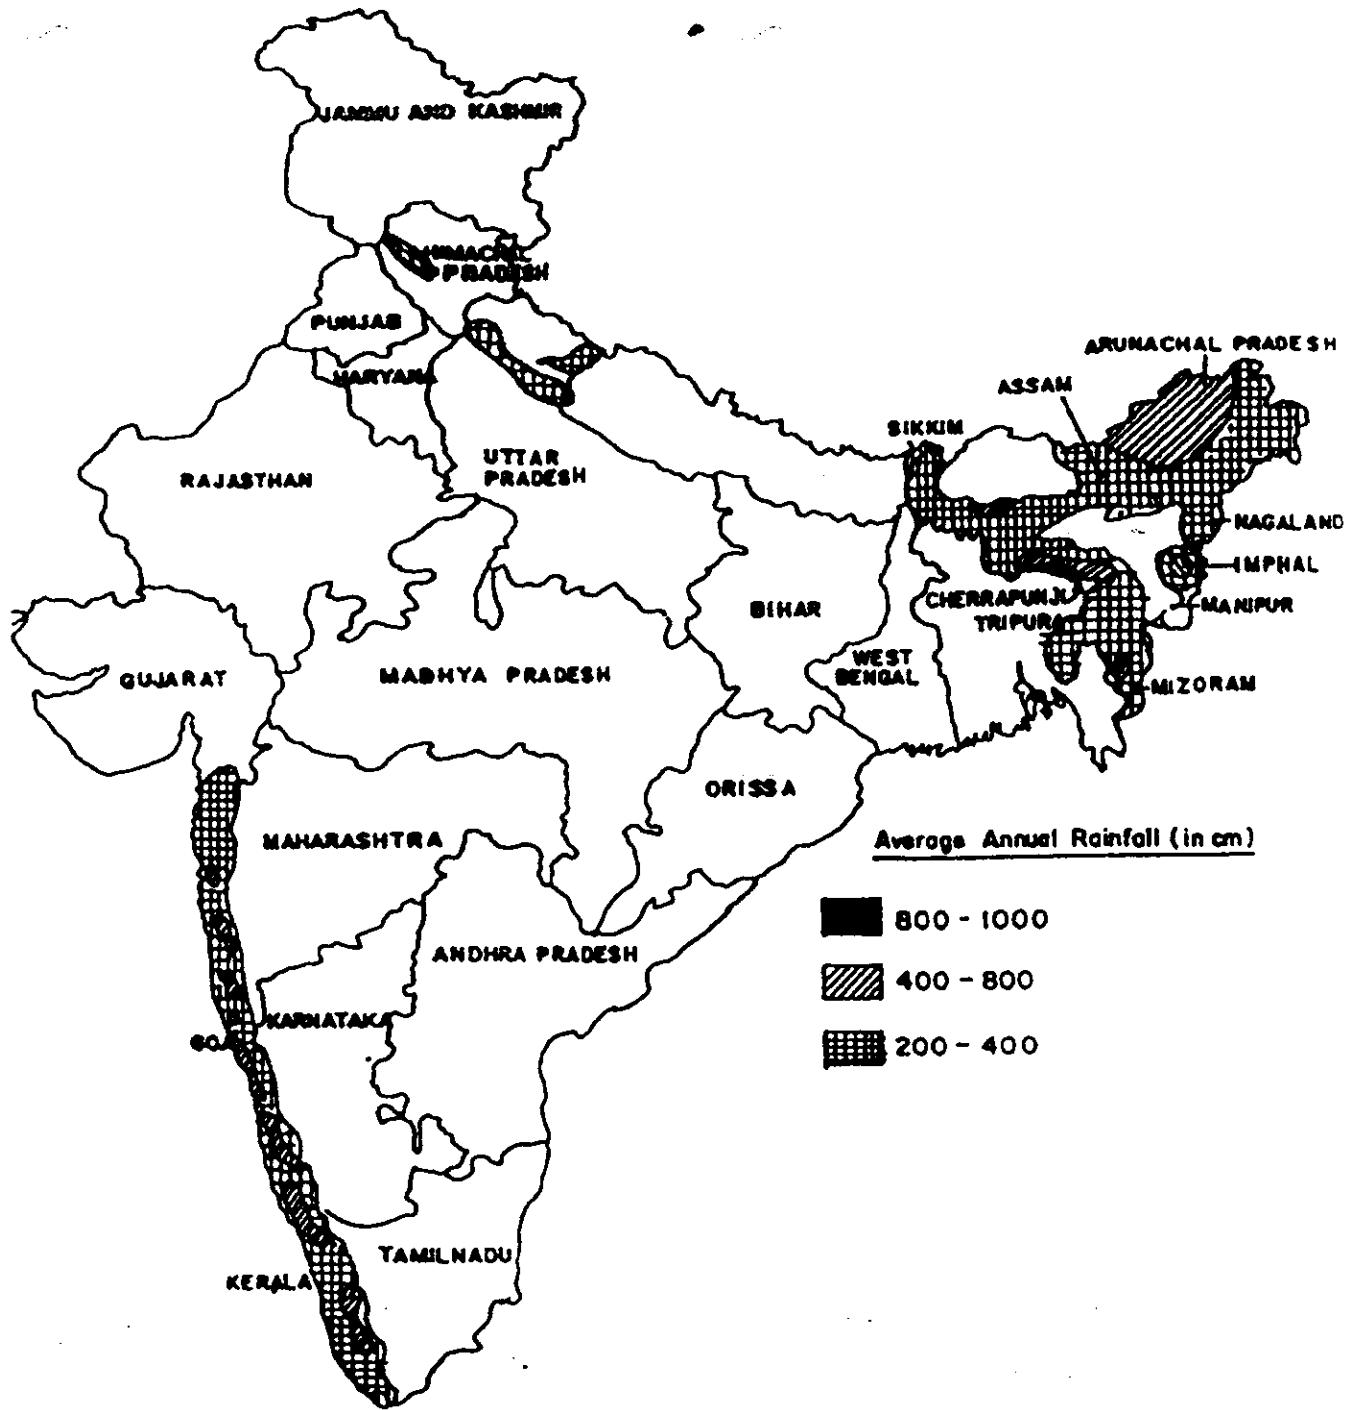 JAMMU AND KASHMIR
HIMACHAL
PRADESH
PUNJAB
HARYANA
ARUNACHAL PRADESH
ASSAM
SIKKIM
RAJASTHAN
UTTAR
PRADESH
NAGALAND
IMPHAL
CHERRAPUNJI
MANIPUR
BIHAR
TRIPURA
GUJARAT
MADHYA PRADESH
WEST
BENGAL
MIZORAM
ORISSA
MAHARASHTRA
Average Annual Rainfall (in cm)
800 - 1000
ANDHRA PRADESH
400 - 800
KARNATAKA
GOA
200 - 400
TAMILNADU
KERALA